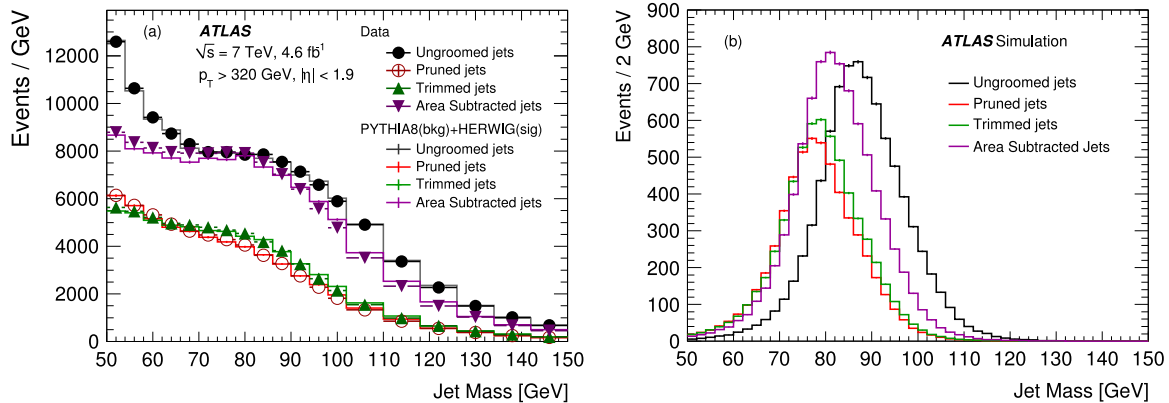 (a)
ATLAS
√s = 7 TeV, 4.6 fb⁻¹
p_T > 320 GeV, |η| < 1.9
Data
Ungroomed jets
Pruned jets
Trimmed jets
Area Subtracted jets
PYTHIA8(bkg)+HERWIG(sig)
Ungroomed jets
Pruned jets
Trimmed jets
Area Subtracted jets
Events / GeV
12000
10000
8000
6000
4000
2000
0
50 60 70 80 90 100 110 120 130 140 150
Jet Mass [GeV]
(b)
ATLAS Simulation
Ungroomed jets
Pruned jets
Trimmed jets
Area Subtracted Jets
Events / 2 GeV
900
800
700
600
500
400
300
200
100
0
50 60 70 80 90 100 110 120 130 140 150
Jet Mass [GeV]